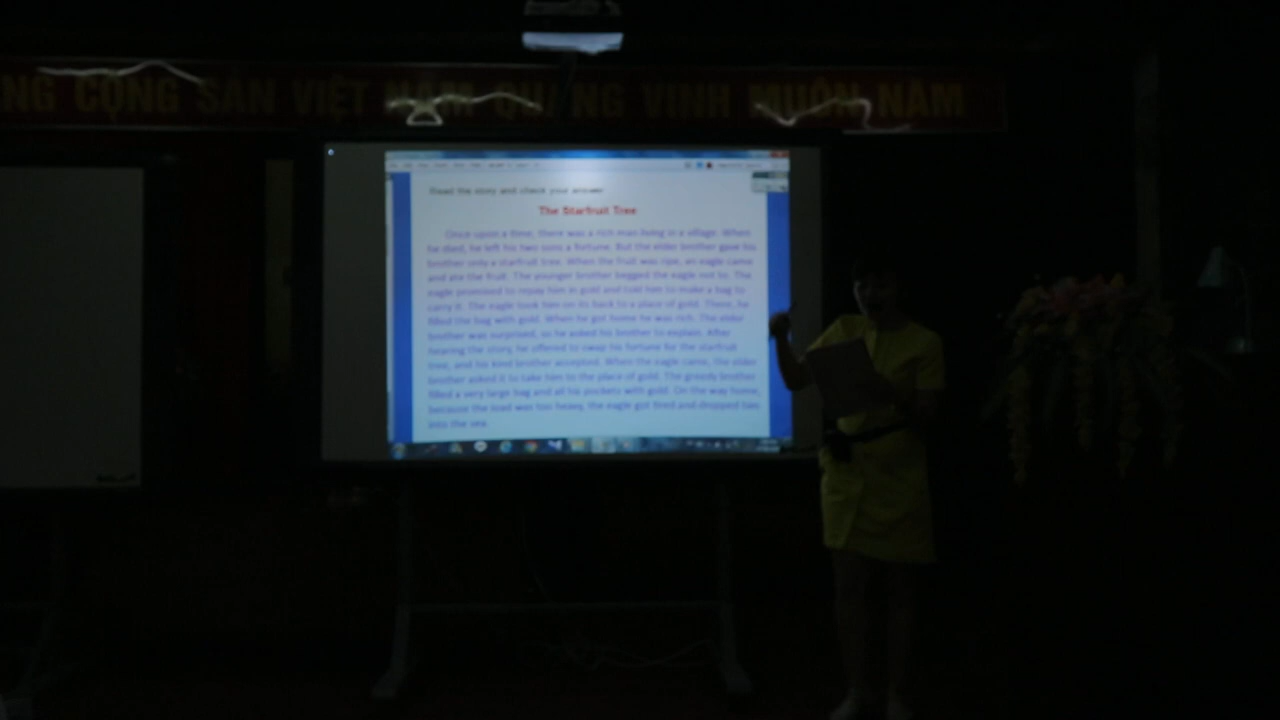 NG CỘNG SẢN VIỆT NAM QUANG VINH MUÔN NĂM
Read the story and check your answer
The Starfruit Tree
Once upon a time, there was a rich man living in a village. When
he died, he left his two sons a fortune. But the elder brother gave his
brother only a starfruit tree. When the fruit was ripe, an eagle came
and ate the fruit. The younger brother begged the eagle not to. The
eagle promised to repay him in gold and told him to make a bag to
carry it. The eagle took him on its back to a place of gold. There, he
filled the bag with gold. When he got home he was rich. The elder
brother was surprised, so he asked his brother to explain. After
hearing the story, he offered to swap his fortune for the starfruit
tree, and his kind brother accepted. When the eagle came, the elder
brother asked it to take him to the place of gold. The greedy brother
filled a very large bag and all his pockets with gold. On the way home,
because the load was too heavy, the eagle got tired and dropped him
into the sea.